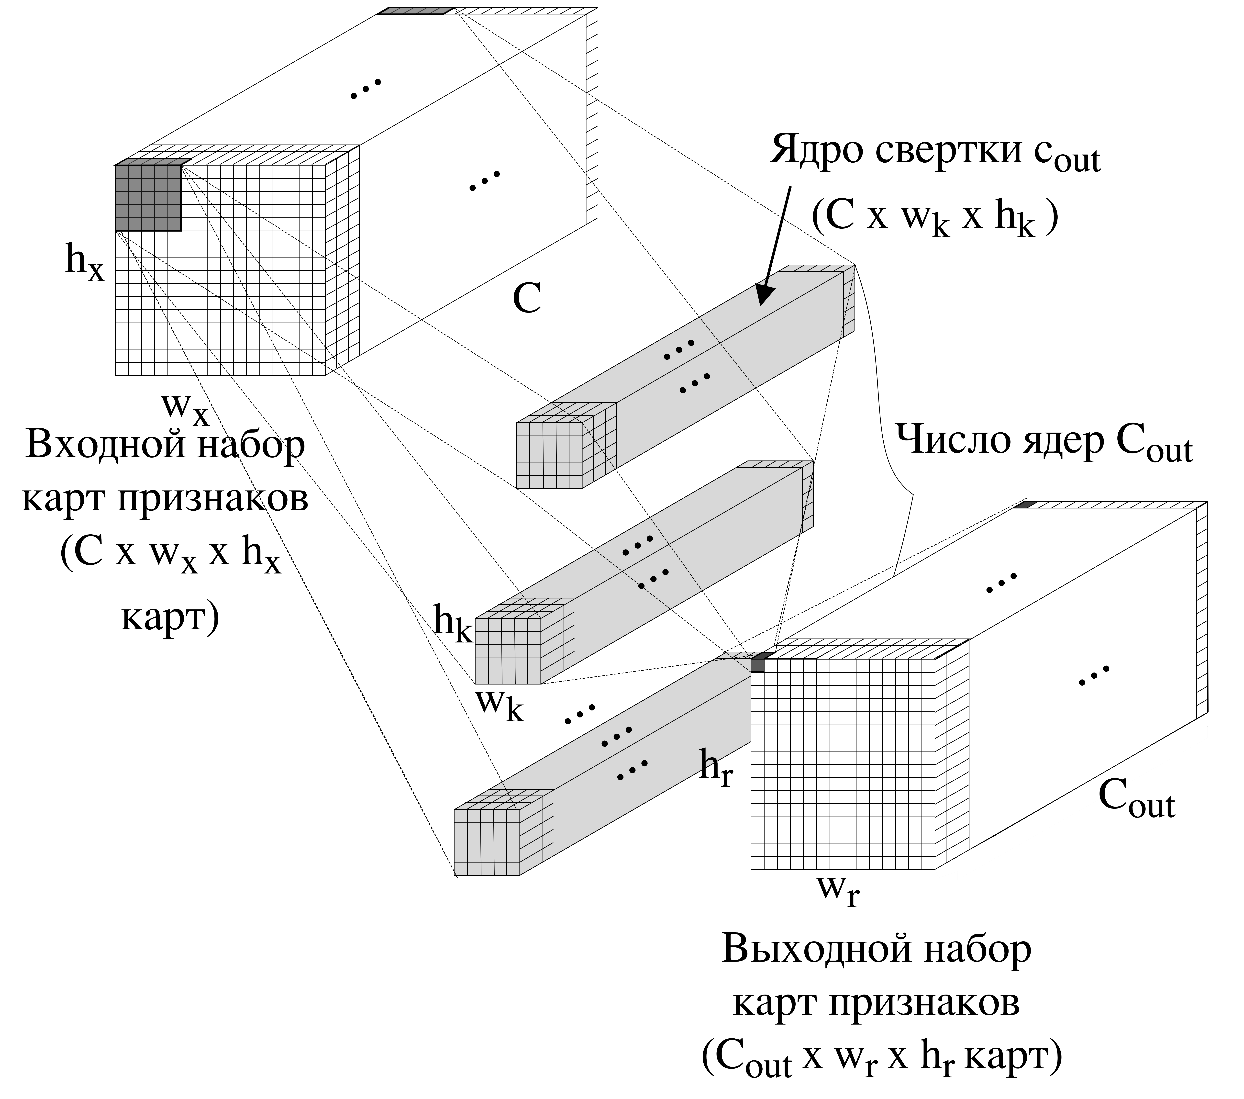 Ядро свертки c_out
(C x w_k x h_k )
h_x
C
w_x
Входной набор
карт признаков
(C x w_x x h_x
карт)
Число ядер C_out
h_k
w_k
h_r
C_out
w_r
Выходной набор
карт признаков
(C_out x w_r x h_r карт)